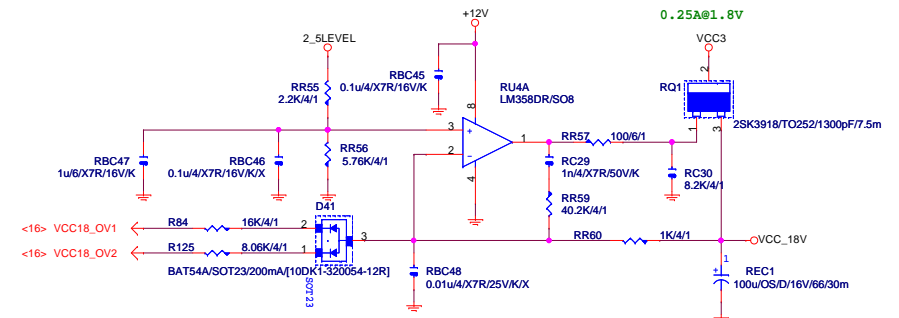 0.25A@1.8V
+12V
2_5LEVEL
VCC3
2
RR55
2.2K/4/1
RBC45
0.1u/4/X7R/16V/K
RU4A
LM358DR/SO8
RQ1
8
1
3
2SK3918/TO252/1300pF/7.5m
3
+
1
RR57
100/6/1
2
-
4
RBC47
1u/6/X7R/16V/K
RBC46
0.1u/4/X7R/16V/K/X
RR56
5.76K/4/1
RC29
1n/4/X7R/50V/K
RC30
8.2K/4/1
RR59
40.2K/4/1
D41
<16> VCC18_OV1
R84
16K/4/1
2
3
RR60
1K/4/1
VCC_18V
<16> VCC18_OV2
R125
8.06K/4/1
1
BAT54A/SOT23/200mA/[10DK1-320054-12R]
SOT23
RBC48
0.01u/4/X7R/25V/K/X
1
REC1
100u/OS/D/16V/66/30m